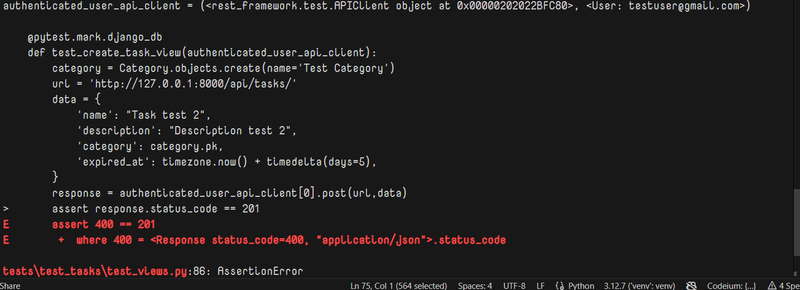 authenticated_user_api_client = (<rest_framework.test.APIClient object at 0x00000202022BFC80>, <User: testuser@gmail.com>)
    @pytest.mark.django_db
    def test_create_task_view(authenticated_user_api_client):
        category = Category.objects.create(name='Test Category')
        url = 'http://127.0.0.1:8000/api/tasks/'
        data = {
            'name': "Task test 2",
            'description': "Description test 2",
            'category': category.pk,
            'expired_at': timezone.now() + timedelta(days=5),
        }
        response = authenticated_user_api_client[0].post(url,data)
>       assert response.status_code == 201
E       assert 400 == 201
E        +  where 400 = <Response status_code=400, "application/json">.status_code
tests\test_tasks\test_views.py:86: AssertionError
Share Ln 75, Col 1 (564 selected) Spaces: 4 UTF-8 LF Python 3.12.7 ('venv': venv) Codeium: {...} 4 Spe